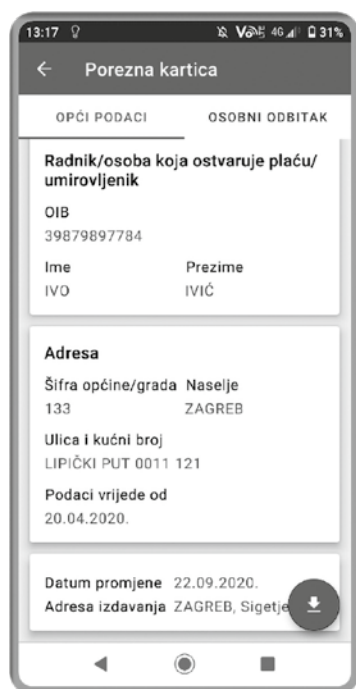 13:17 4G 31%
Porezna kartica
OPĆI PODACI OSOBNI ODBITAK
Radnik/osoba koja ostvaruje plaću/
umirovljenik
OIB
39879897784
Ime Prezime
IVO IVIĆ
Adresa
Šifra općine/grada Naselje
133 ZAGREB
Ulica i kućni broj
LIPIČKI PUT 0011 121
Podaci vrijede od
20.04.2020.
Datum promjene 22.09.2020.
Adresa izdavanja ZAGREB,